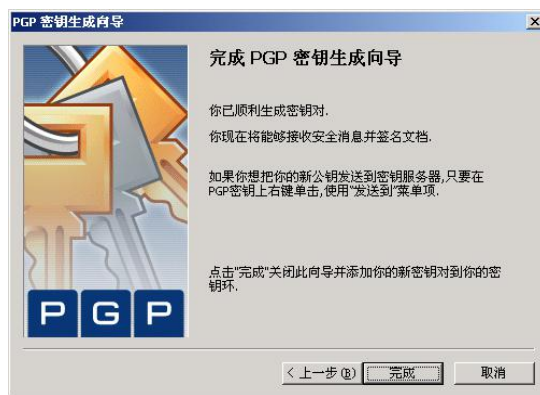 PGP 密钥生成向导
完成 PGP 密钥生成向导
你已顺利生成密钥对.
你现在将能够接收安全消息并签名文档.
如果你想把你的新公钥发送到密钥服务器,只要在
PGP密钥上右键单击,使用"发送到"菜单项.
点击"完成"关闭此向导并添加你的新密钥对到你的密
钥环.
PGP
< 上一步(B) 完成 取消